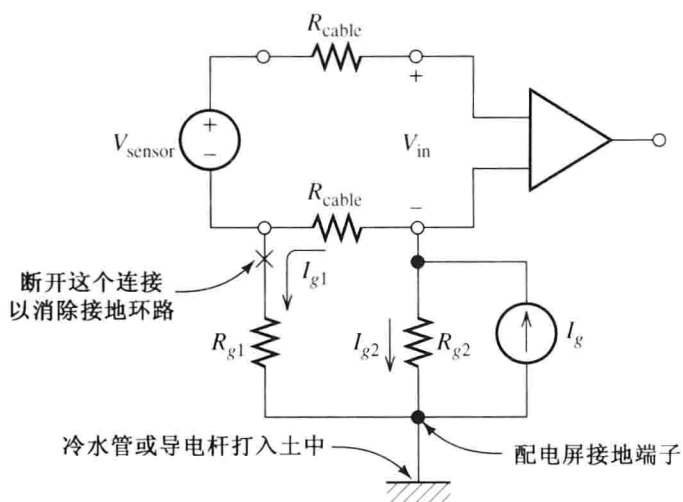 R_cable
+
V_sensor
+
−
V_in
R_cable
−
断开这个连接
以消除接地环路
I_g1
R_g1
I_g2
R_g2
I_g
冷水管或导电杆打入土中
配电屏接地端子